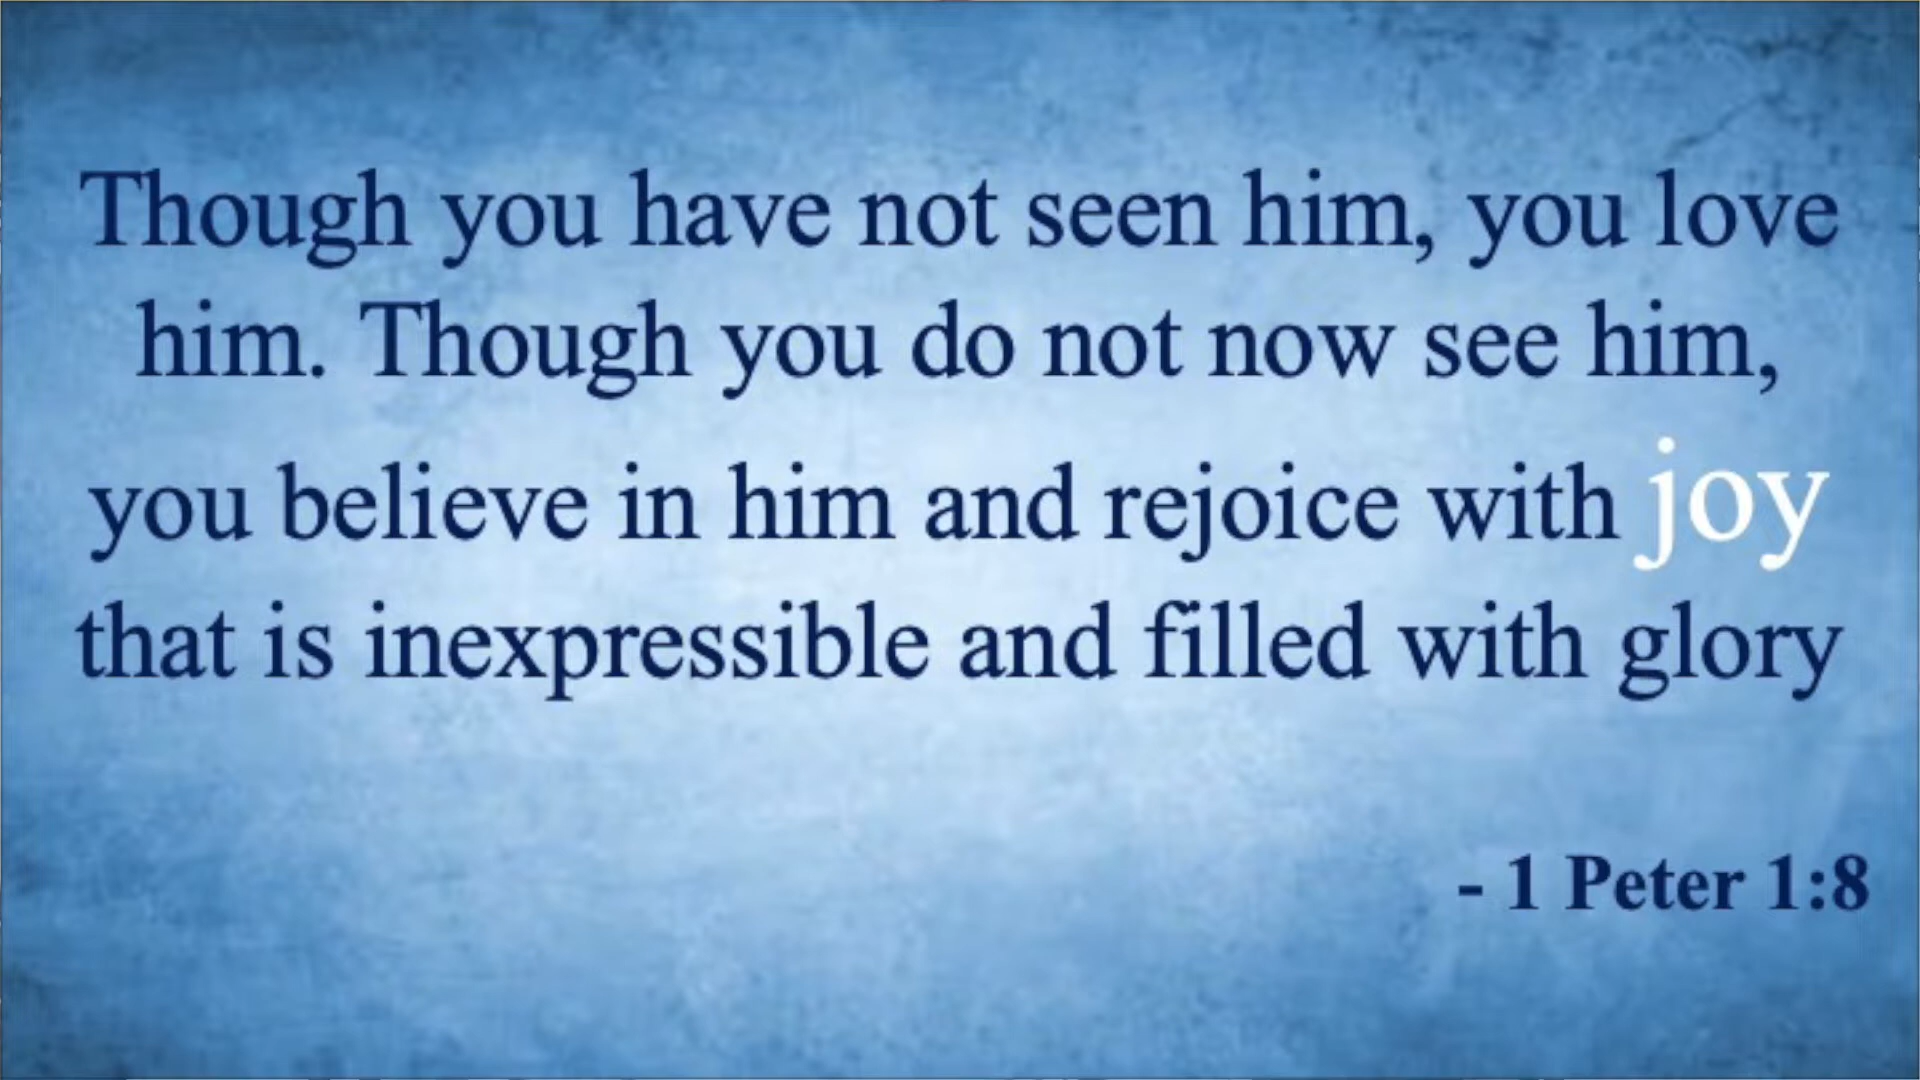 Though you have not seen him, you love
him. Though you do not now see him,
you believe in him and rejoice with joy
that is inexpressible and filled with glory
- 1 Peter 1:8